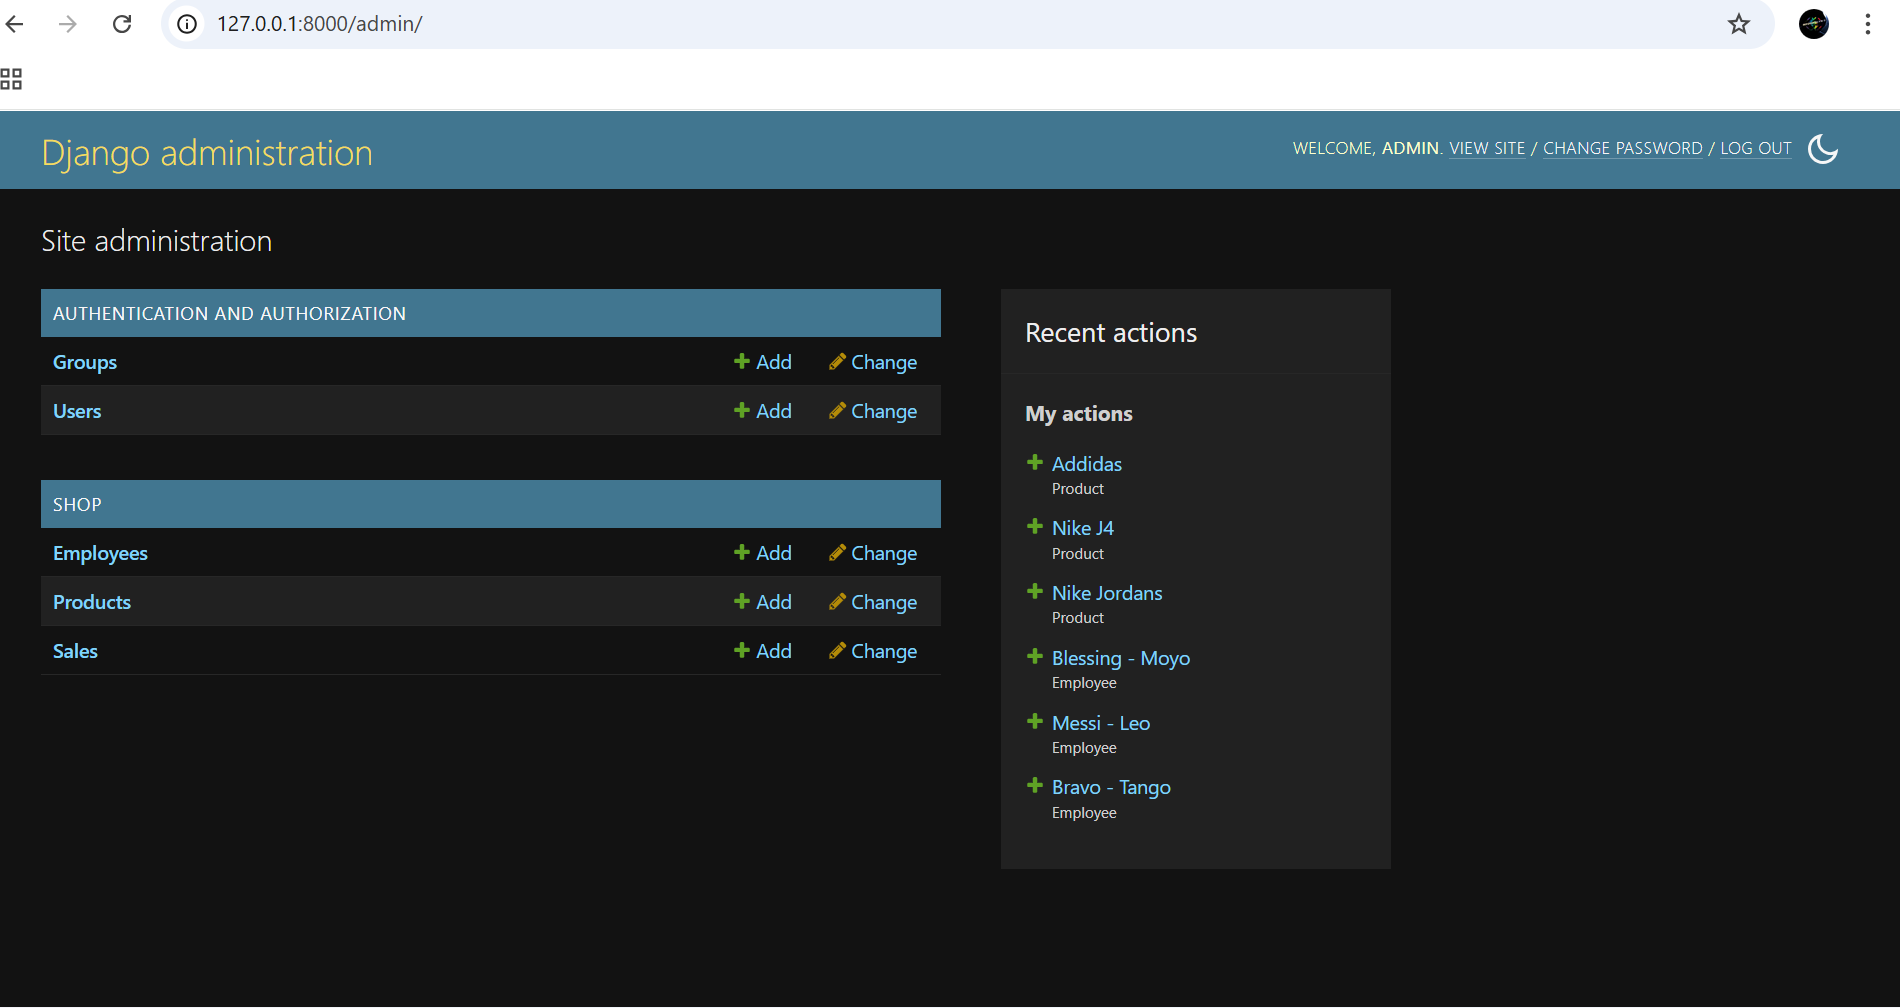 127.0.0.1:8000/admin/
Django administration
WELCOME, ADMIN. VIEW SITE / CHANGE PASSWORD / LOG OUT
Site administration
AUTHENTICATION AND AUTHORIZATION
Groups Add Change
Users Add Change
SHOP
Employees Add Change
Products Add Change
Sales Add Change
Recent actions
My actions
Addidas
Product
Nike J4
Product
Nike Jordans
Product
Blessing - Moyo
Employee
Messi - Leo
Employee
Bravo - Tango
Employee